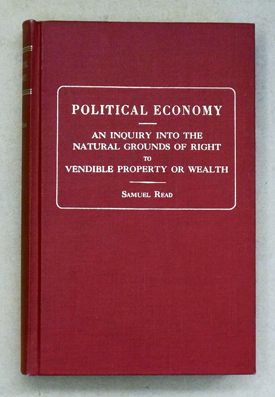 POLITICAL ECONOMY
AN INQUIRY INTO THE
NATURAL GROUNDS OF RIGHT
TO
VENDIBLE PROPERTY OR WEALTH
SAMUEL READ